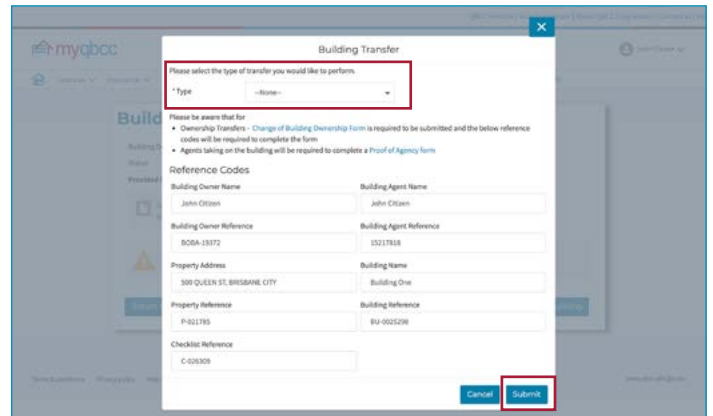 myqbcc
Building Transfer
Please select the type of transfer you would like to perform.
* Type
--None--
Please be aware that for
• Ownership Transfers - Change of Building Ownership Form is required to be submitted and the below reference
codes will be required to complete the form
• Agents taking on the building will be required to complete a Proof of Agency form
Reference Codes
Building Owner Name
Building Agent Name
John Citizen
John Citizen
Building Owner Reference
Building Agent Reference
BOBA-19372
15217818
Property Address
Building Name
500 QUEEN ST, BRISBANE CITY
Building One
Property Reference
Building Reference
P-021785
BU-0025298
Checklist Reference
C-026309
Cancel
Submit
Build